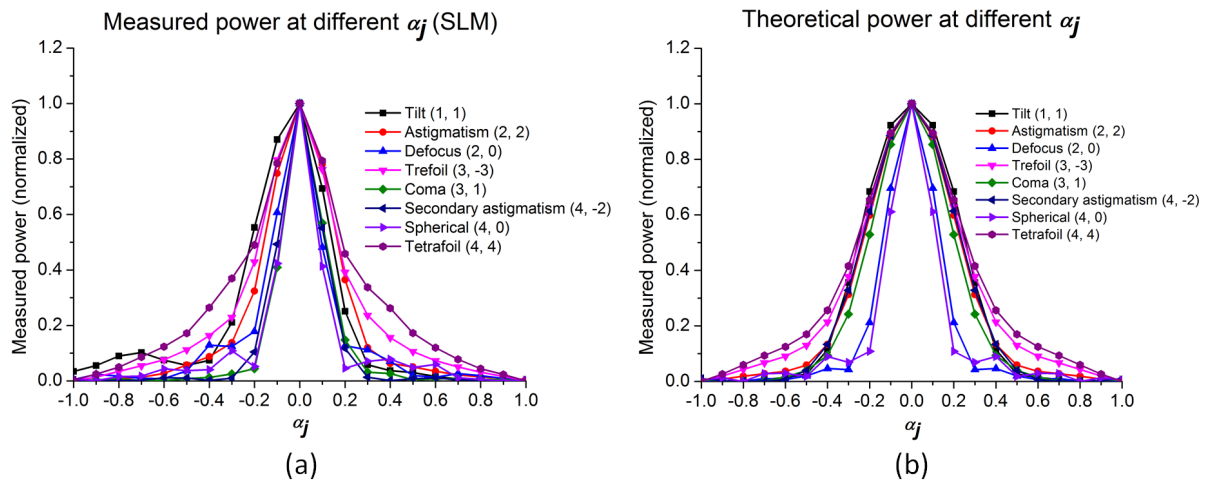 Measured power at different αj (SLM)
Measured power (normalized)
1.2
1.0
0.8
0.6
0.4
0.2
0.0
Tilt (1, 1)
Astigmatism (2, 2)
Defocus (2, 0)
Trefoil (3, -3)
Coma (3, 1)
Secondary astigmatism (4, -2)
Spherical (4, 0)
Tetrafoil (4, 4)
-1.0 -0.8 -0.6 -0.4 -0.2 0.0 0.2 0.4 0.6 0.8 1.0
αj
(a)
Theoretical power at different αj
Measured power (normalized)
1.2
1.0
0.8
0.6
0.4
0.2
0.0
Tilt (1, 1)
Astigmatism (2, 2)
Defocus (2, 0)
Trefoil (3, -3)
Coma (3, 1)
Secondary astigmatism (4, -2)
Spherical (4, 0)
Tetrafoil (4, 4)
-1.0 -0.8 -0.6 -0.4 -0.2 0.0 0.2 0.4 0.6 0.8 1.0
αj
(b)